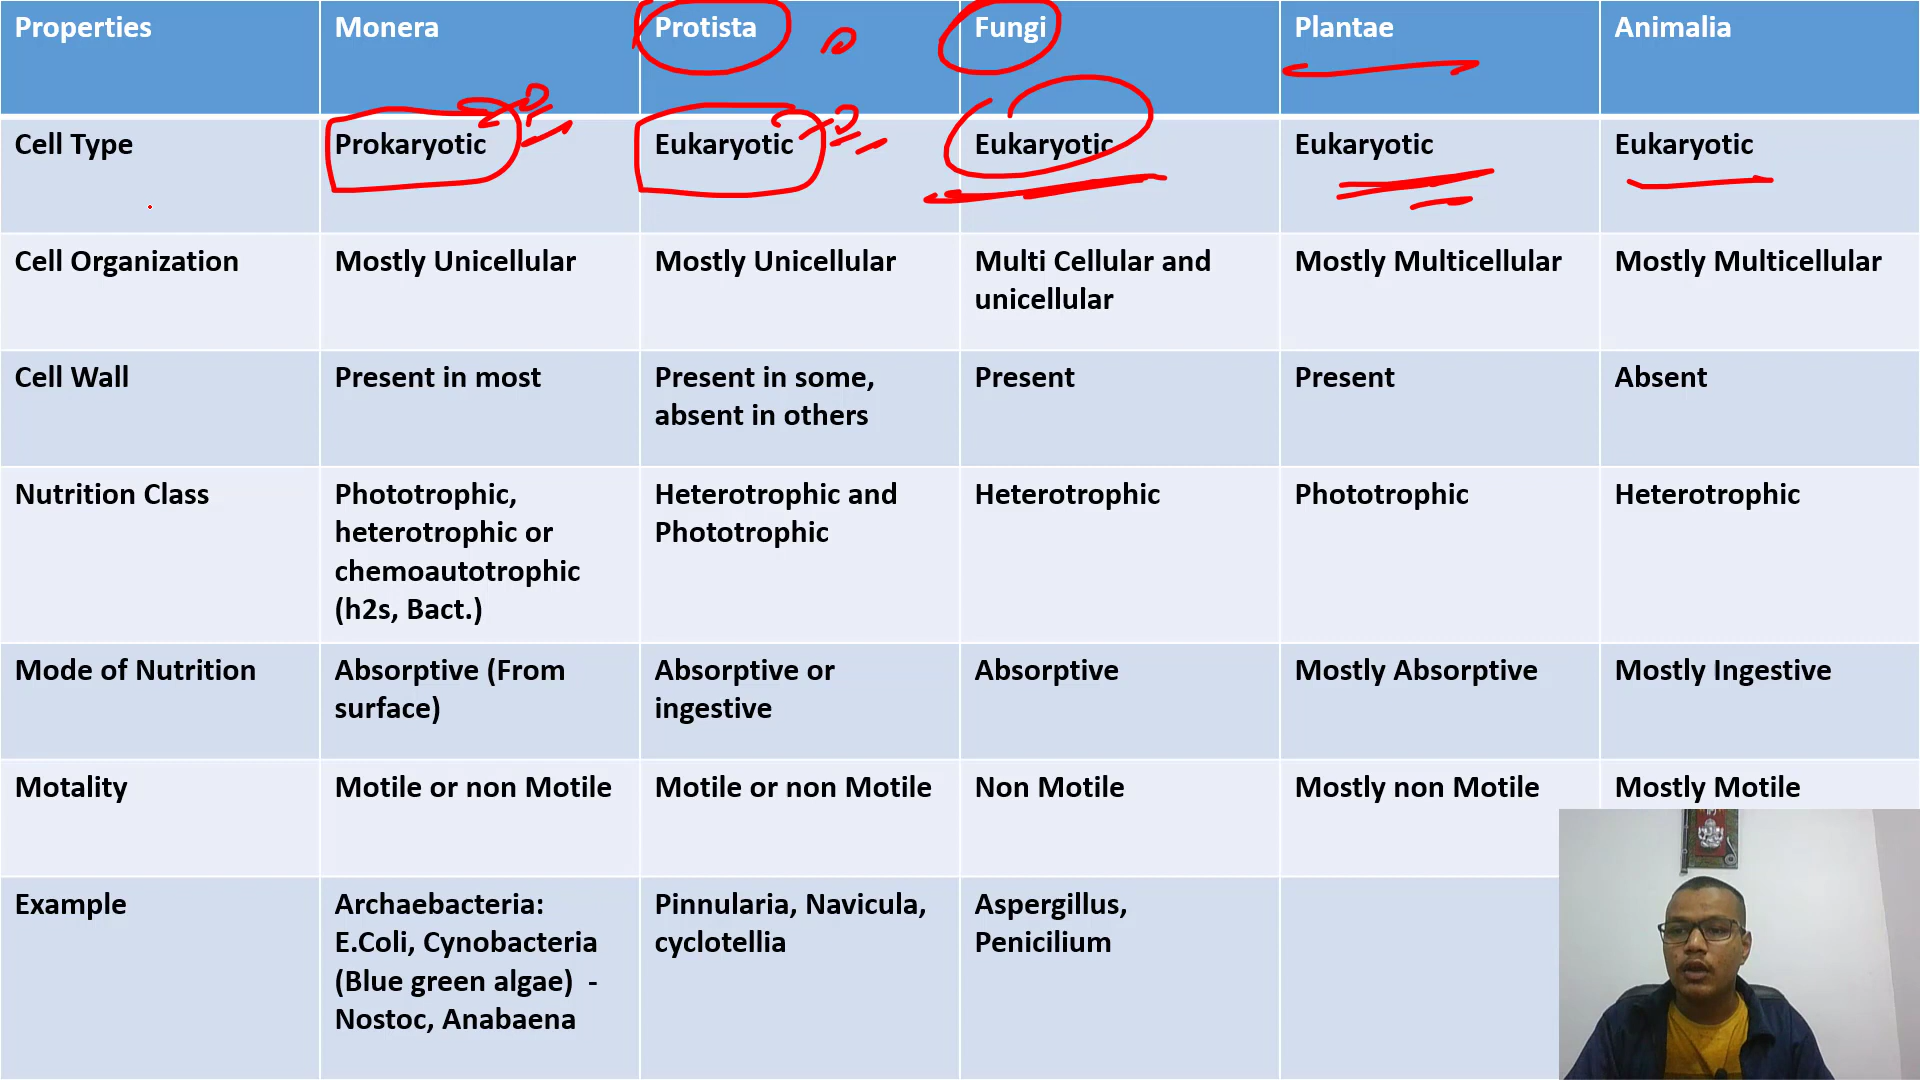 Properties Monera Protista Fungi Plantae Animalia
Cell Type Prokaryotic Eukaryotic Eukaryotic Eukaryotic Eukaryotic
Cell Organization Mostly Unicellular Mostly Unicellular Multi Cellular and Mostly Multicellular Mostly Multicellular
unicellular
Cell Wall Present in most Present in some, Present Present Absent
absent in others
Nutrition Class Phototrophic, Heterotrophic and Heterotrophic Phototrophic Heterotrophic
heterotrophic or Phototrophic
chemoautotrophic
(h2s, Bact.)
Mode of Nutrition Absorptive (From Absorptive or Absorptive Mostly Absorptive Mostly Ingestive
surface) ingestive
Motality Motile or non Motile Motile or non Motile Non Motile Mostly non Motile Mostly Motile
Example Archaebacteria: Pinnularia, Navicula, Aspergillus,
E.Coli, Cynobacteria cyclotellia Penicilium
(Blue green algae) -
Nostoc, Anabaena